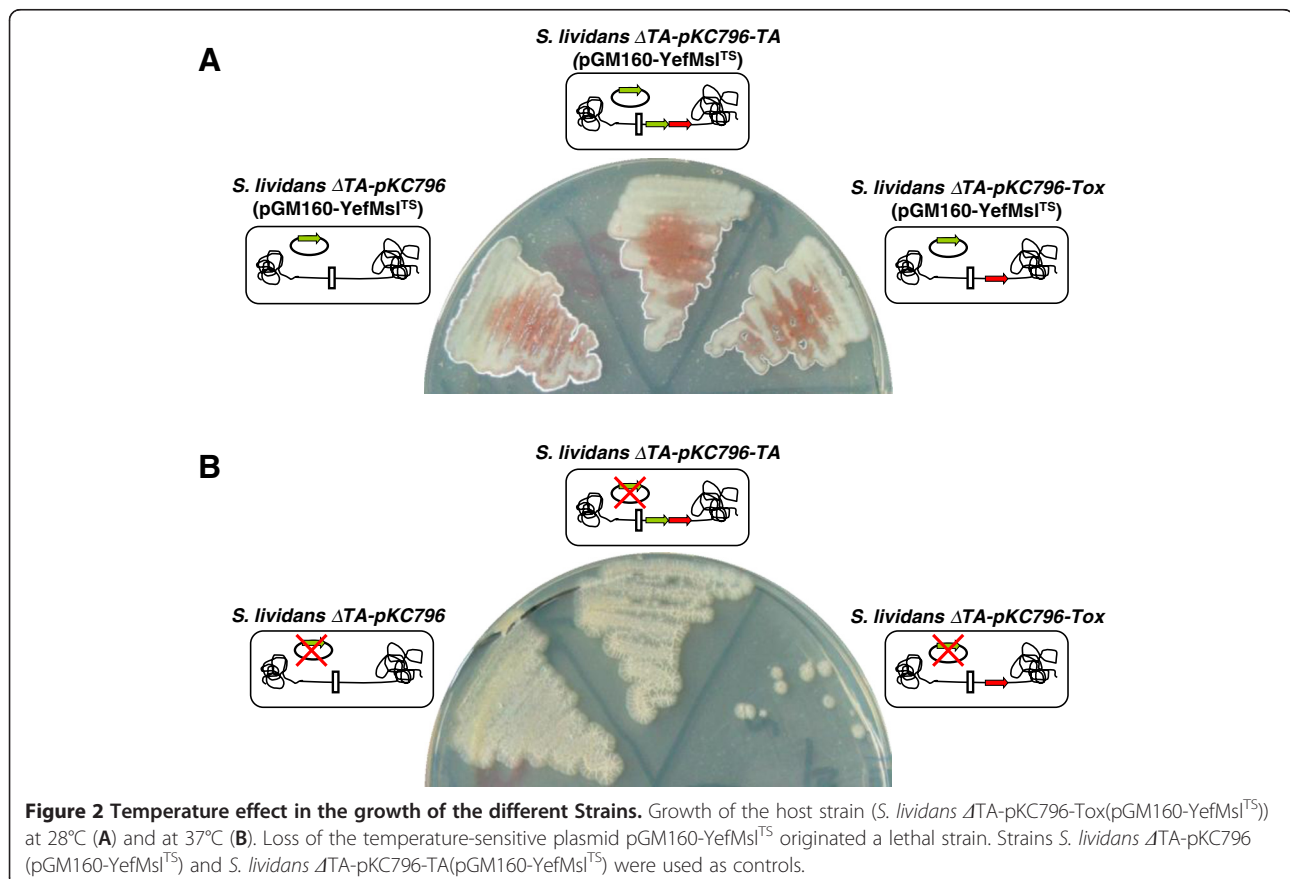 A
S. lividans ΔTA-pKC796-TA
(pGM160-YefMsl^TS)
S. lividans ΔTA-pKC796
(pGM160-YefMsl^TS)
S. lividans ΔTA-pKC796-Tox
(pGM160-YefMsl^TS)
B
S. lividans ΔTA-pKC796-TA
S. lividans ΔTA-pKC796
S. lividans ΔTA-pKC796-Tox
Figure 2 Temperature effect in the growth of the different Strains. Growth of the host strain (S. lividans ΔTA-pKC796-Tox(pGM160-YefMsl^TS))
at 28°C (A) and at 37°C (B). Loss of the temperature-sensitive plasmid pGM160-YefMsl^TS originated a lethal strain. Strains S. lividans ΔTA-pKC796
(pGM160-YefMsl^TS) and S. lividans ΔTA-pKC796-TA(pGM160-YefMsl^TS) were used as controls.